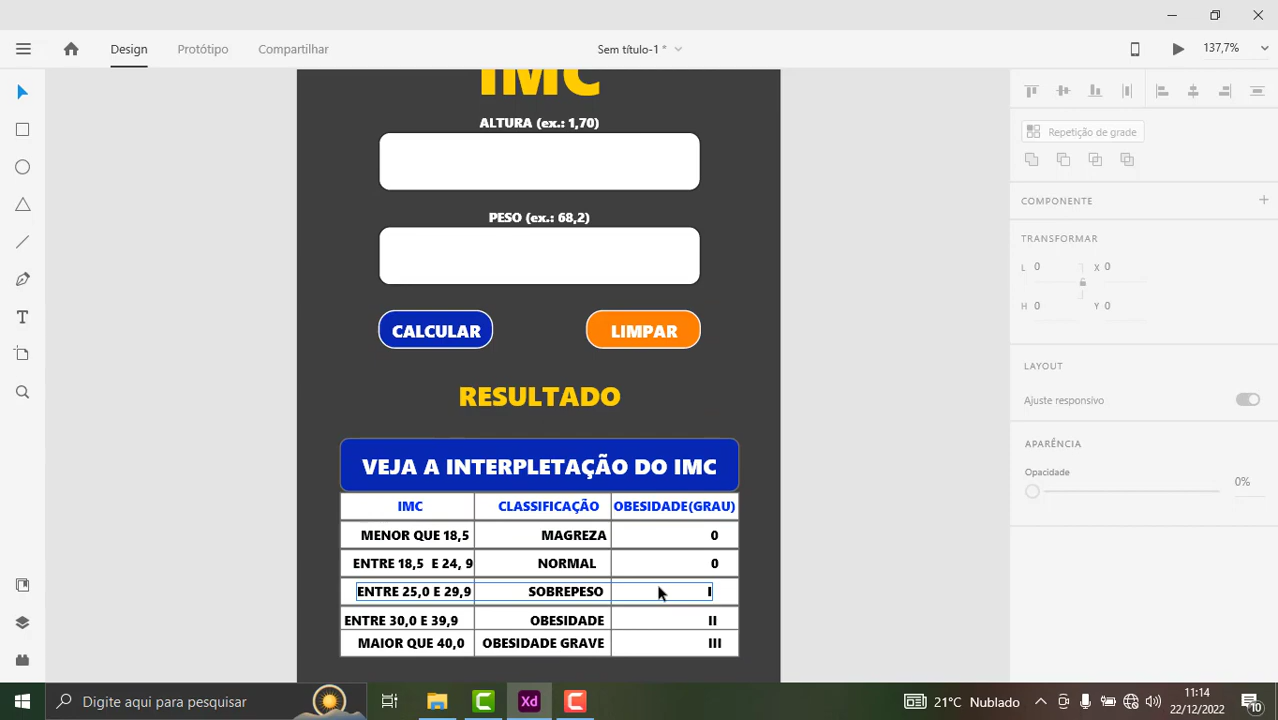 Design
Protótipo
Compartilhar
Sem título-1 *
137,7%
IMC
ALTURA (ex.: 1,70)
PESO (ex.: 68,2)
CALCULAR
LIMPAR
RESULTADO
VEJA A INTERPLETAÇÃO DO IMC
IMC CLASSIFICAÇÃO OBESIDADE(GRAU)
MENOR QUE 18,5 MAGREZA 0
ENTRE 18,5 E 24, 9 NORMAL 0
ENTRE 25,0 E 29,9 SOBREPESO I
ENTRE 30,0 E 39,9 OBESIDADE II
MAIOR QUE 40,0 OBESIDADE GRAVE III
Repetição de grade
COMPONENTE
TRANSFORMAR
L 0 X 0
H 0 Y 0
LAYOUT
Ajuste responsivo
APARÊNCIA
Opacidade
0%
Digite aqui para pesquisar
Xd
21°C Nublado
11:14
22/12/2022
10